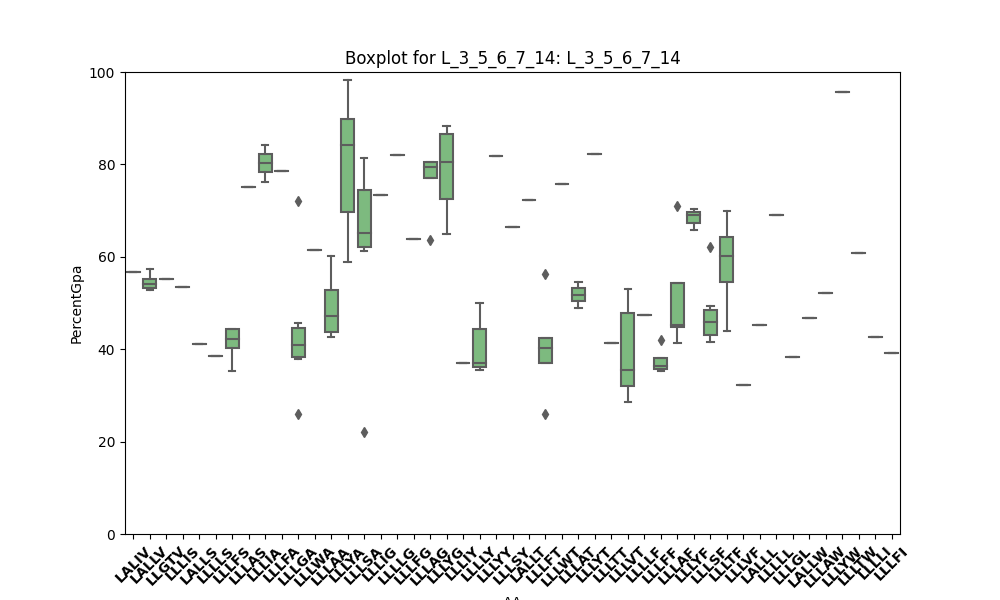 Boxplot for L_3_5_6_7_14: L_3_5_6_7_14
PercentGpa
100
80
60
40
20
0
LALIV
LALLV
LLGTV
LLLIS
LALLS
LLLLS
LLLFS
LLLAS
LLLIA
LLLFA
LLLGA
LLLWA
LLLAA
LLLYA
LLLSA
LLLIG
LLLLG
LLLFG
LLLAG
LLLYG
LLLIY
LLLLY
LLLYY
LLLSY
LALLT
LLLFT
LLLWT
LLLAT
LLLYT
LLLTT
LLLVT
LLLLF
LLLFF
LLLAF
LLLYF
LLLSF
LLLTF
LLLVF
LALLL
LLLLL
LLLGL
LALLW
LLLAW
LLLYW
LLLTW
LLLLI
LLLFI